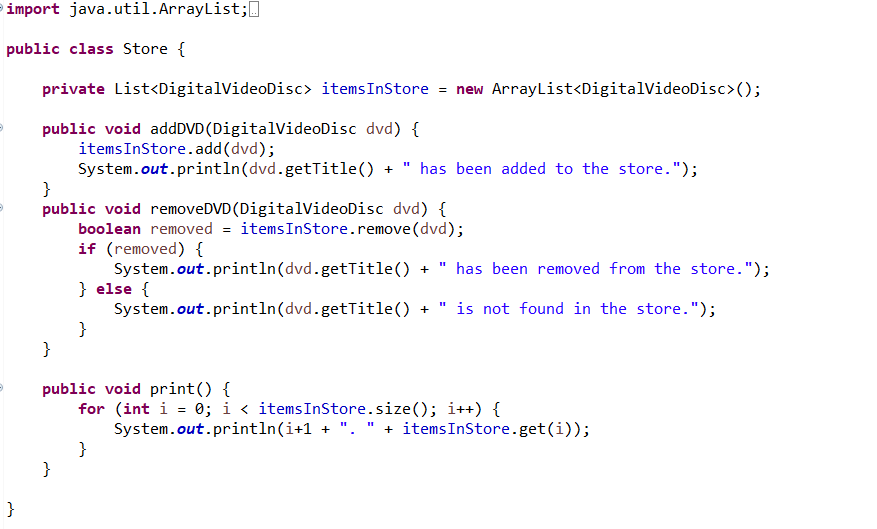 import java.util.ArrayList;
public class Store {
    private List<DigitalVideoDisc> itemsInStore = new ArrayList<DigitalVideoDisc>();
    public void addDVD(DigitalVideoDisc dvd) {
        itemsInStore.add(dvd);
        System.out.println(dvd.getTitle() + " has been added to the store.");
    }
    public void removeDVD(DigitalVideoDisc dvd) {
        boolean removed = itemsInStore.remove(dvd);
        if (removed) {
            System.out.println(dvd.getTitle() + " has been removed from the store.");
        } else {
            System.out.println(dvd.getTitle() + " is not found in the store.");
        }
    }
    public void print() {
        for (int i = 0; i < itemsInStore.size(); i++) {
            System.out.println(i+1 + ". " + itemsInStore.get(i));
        }
    }
}